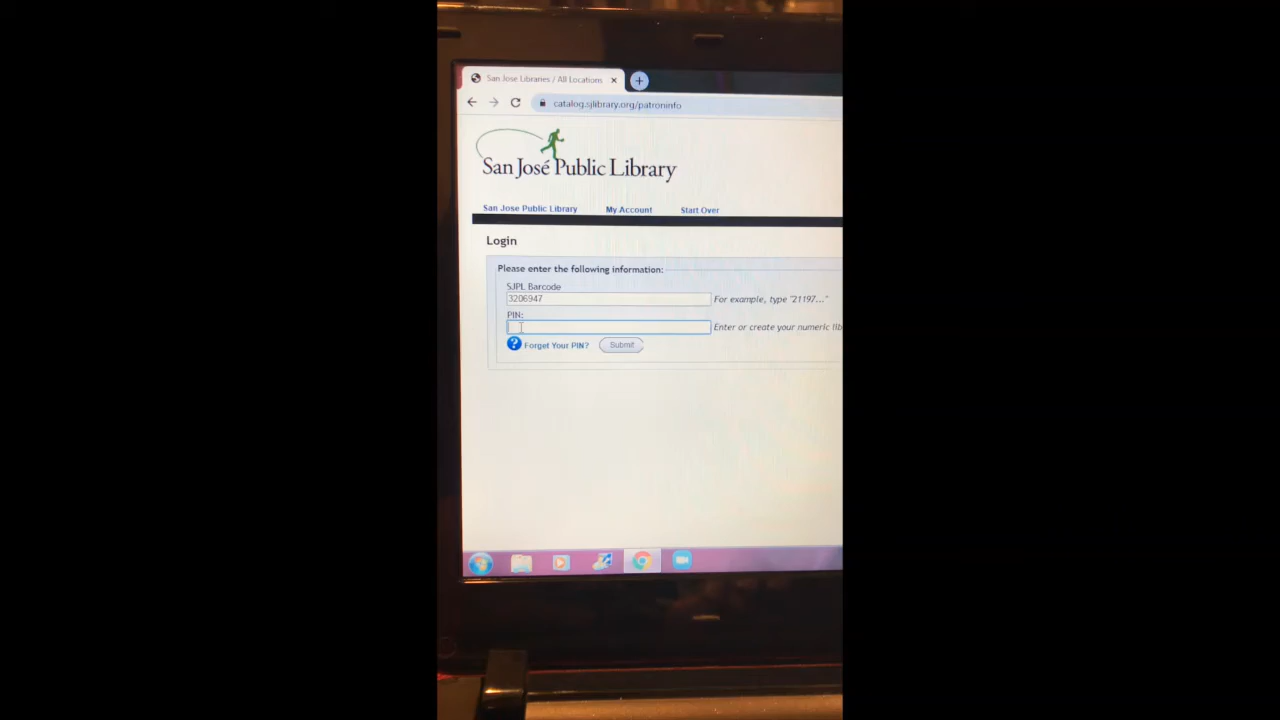 San Jose Libraries / All Locations
catalog.sjlibrary.org/patroninfo
San José Public Library
San Jose Public Library My Account Start Over
Login
Please enter the following information:
SJPL Barcode
3206947 For example, type "21197..."
PIN:
Enter or create your numeric lib
? Forget Your PIN? Submit